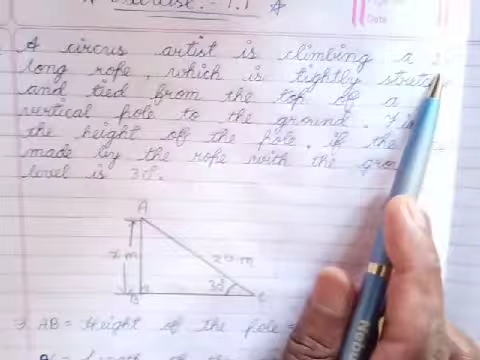 Exercise - 9.1
Date
A circus artist is climbing a
long rope, which is tightly
and tied from the top of a
vertical pole to the ground.
the height of the pole, if the
made by the rope with the
level is 30°.
A
x m
20 m
30°
B
C
→ AB = Height of the pole =